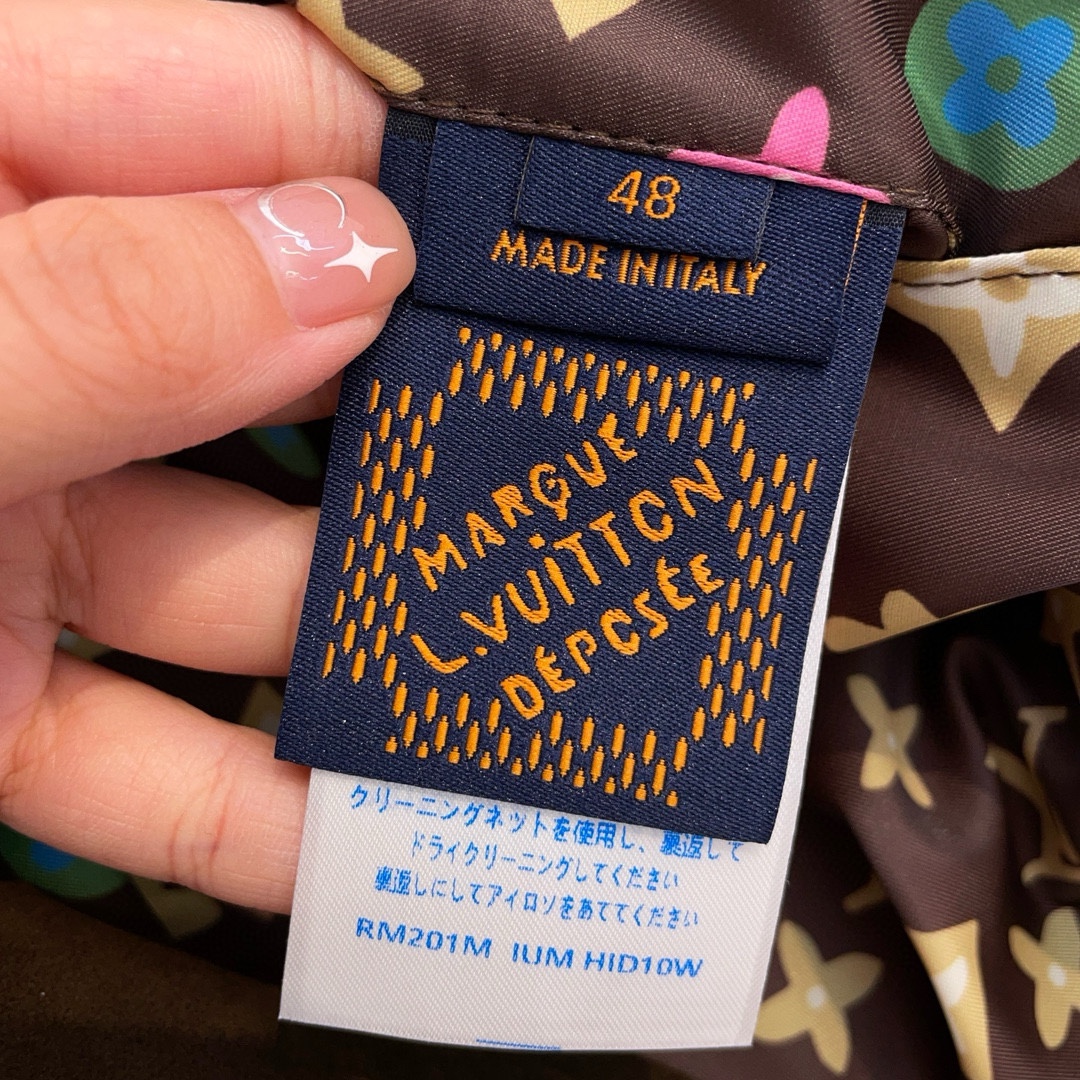 48
MADE IN ITALY
MARQUE
L.VUITTON
DÉPOSÉE
クリーニングネットを使用し、裏返して
ドライクリーニングしてください
裏返しにしてアイロンをあててください
RM201M IUM HID10W